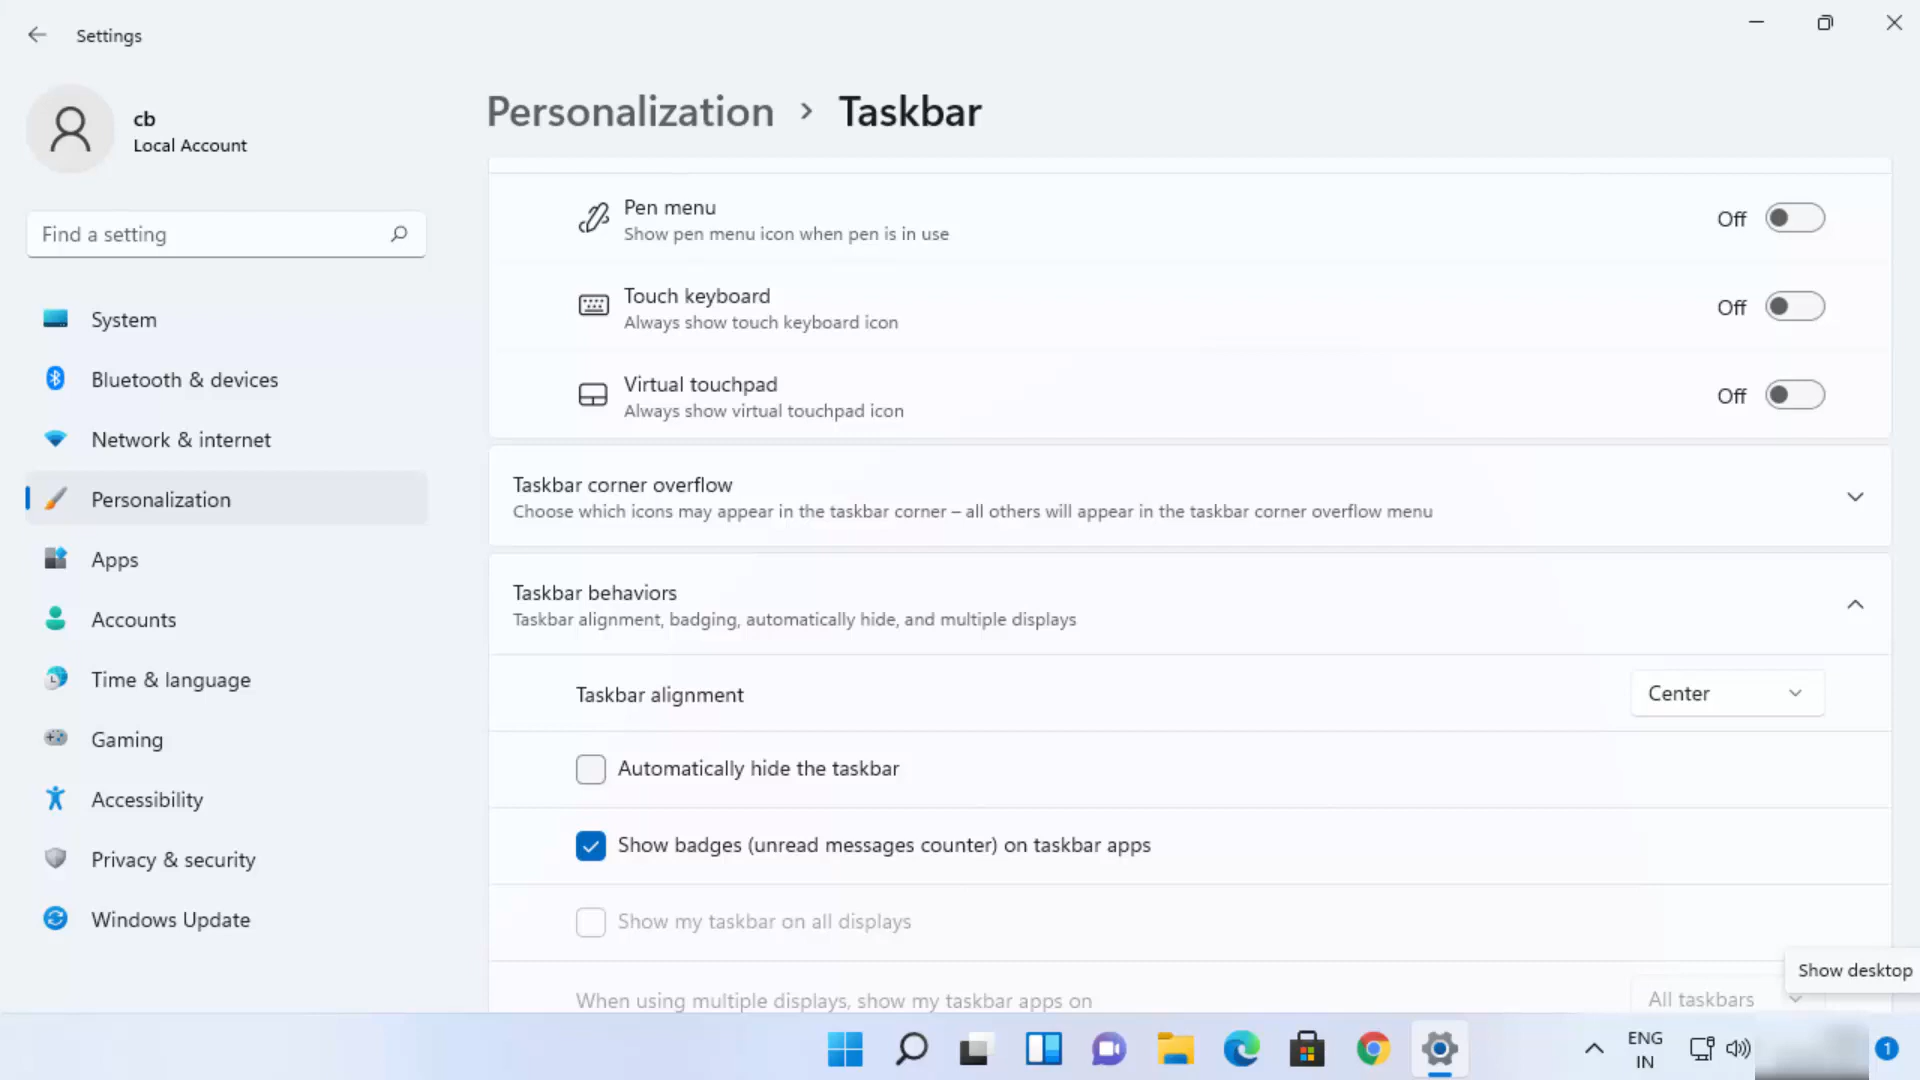 Settings
cb
Local Account
Find a setting
System
Bluetooth & devices
Network & internet
Personalization
Apps
Accounts
Time & language
Gaming
Accessibility
Privacy & security
Windows Update
Personalization > Taskbar
Pen menu
Show pen menu icon when pen is in use
Off
Touch keyboard
Always show touch keyboard icon
Off
Virtual touchpad
Always show virtual touchpad icon
Off
Taskbar corner overflow
Choose which icons may appear in the taskbar corner – all others will appear in the taskbar corner overflow menu
Taskbar behaviors
Taskbar alignment, badging, automatically hide, and multiple displays
Taskbar alignment
Center
Automatically hide the taskbar
Show badges (unread messages counter) on taskbar apps
Show my taskbar on all displays
When using multiple displays, show my taskbar apps on
All taskbars
Show desktop
ENG
IN
1